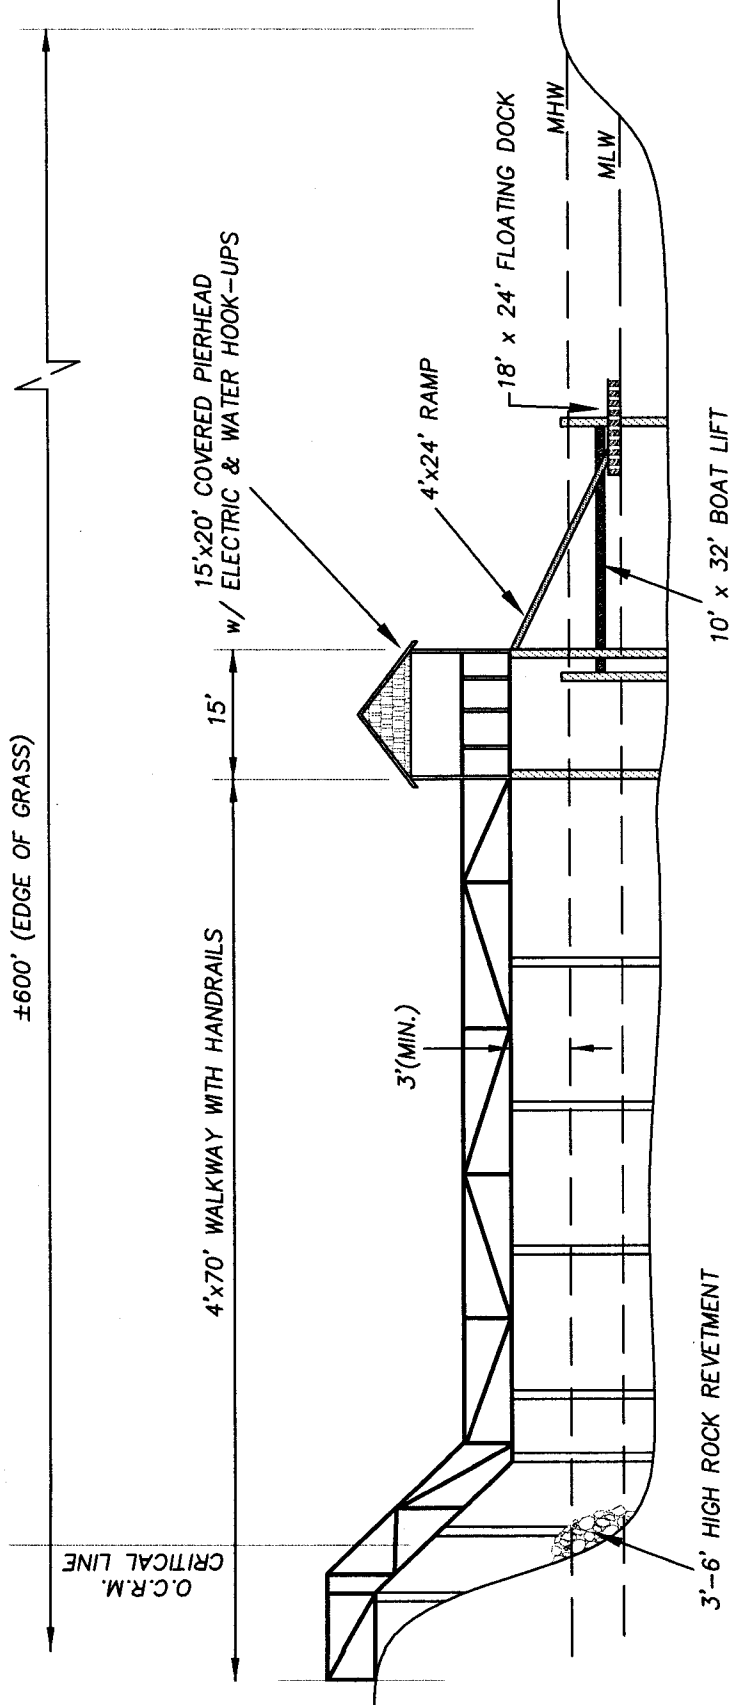 ±600' (EDGE OF GRASS)
15'x20' COVERED PIERHEAD
w/ ELECTRIC & WATER HOOK-UPS
15'
4'x70' WALKWAY WITH HANDRAILS
O.C.R.M.
CRITICAL LINE
4'x24' RAMP
18' x 24' FLOATING DOCK
MHW
MLW
3'(MIN.)
10' x 32' BOAT LIFT
3'-6' HIGH ROCK REVETMENT